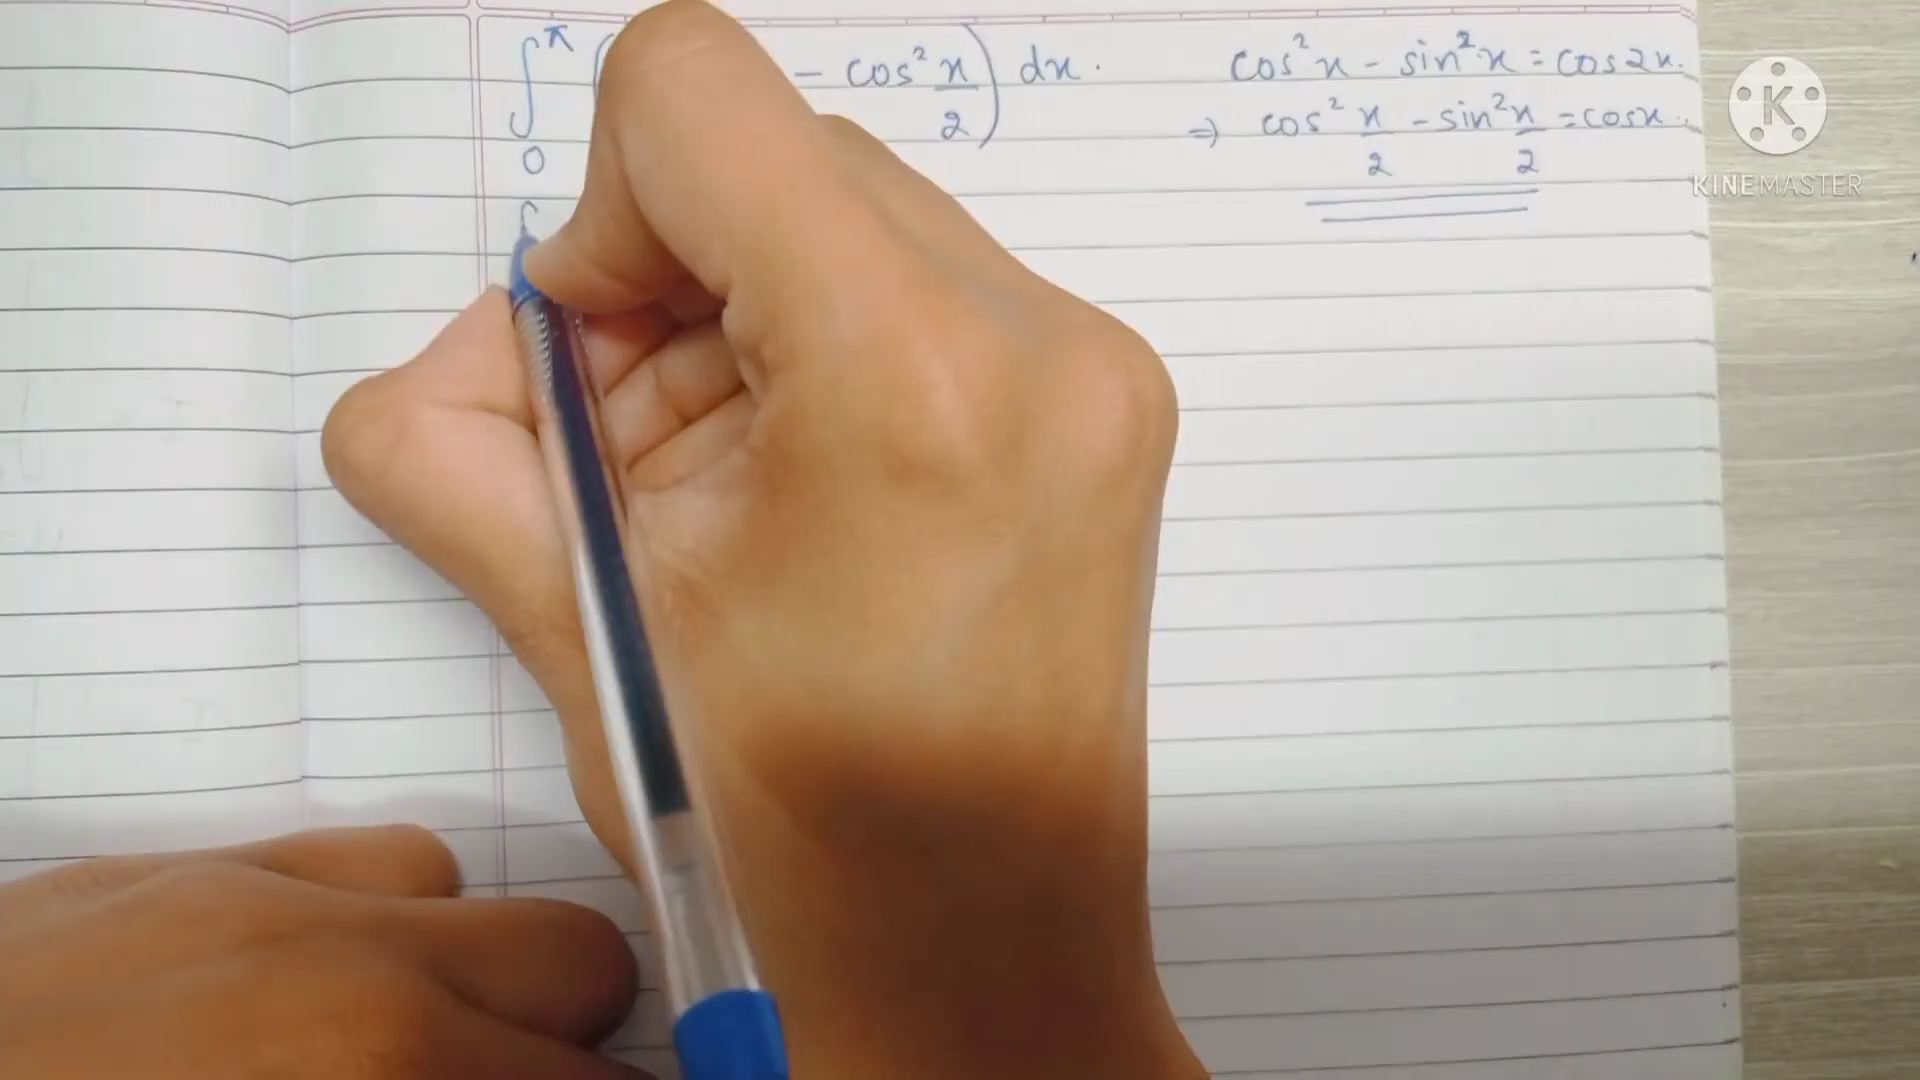 ∫₀^π ( - cos² x/2 ) dx.
cos²x - sin²x = cos2x.
⇒ cos² x/2 - sin² x/2 = cosx.
∫
KINEMASTER